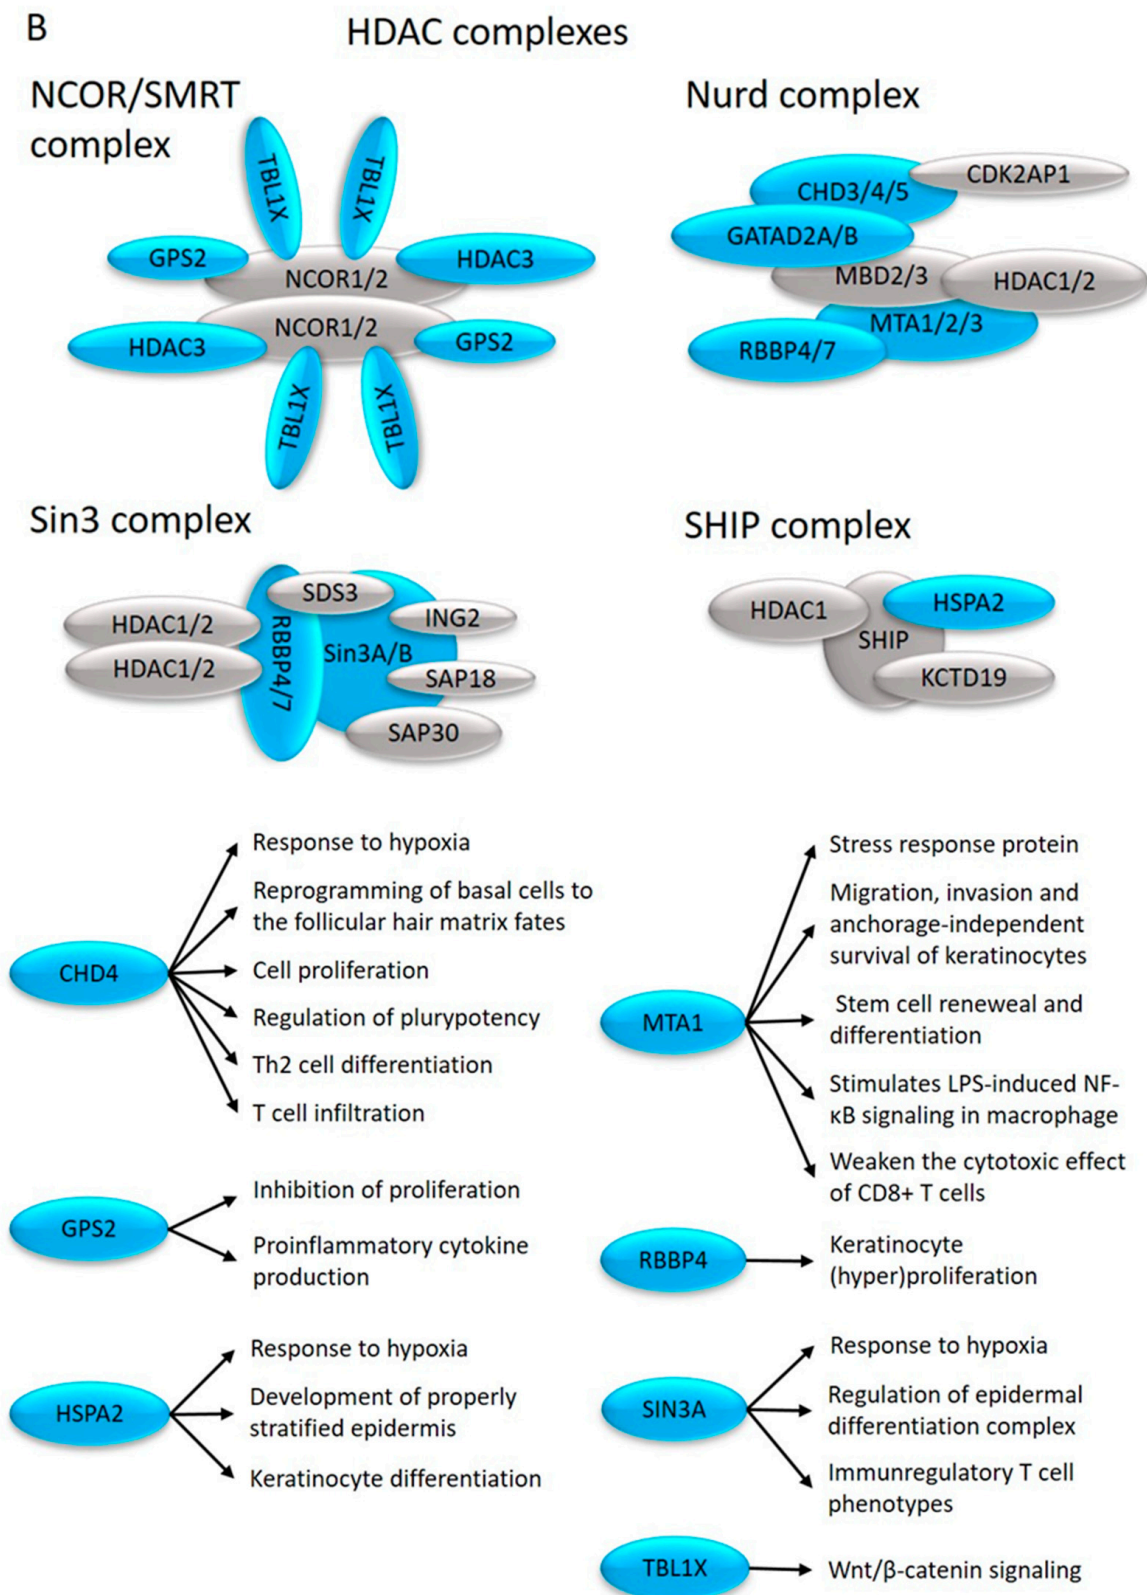 B
HDAC complexes
NCOR/SMRT
complex
TBL1X
TBL1X
GPS2
NCOR1/2
HDAC3
NCOR1/2
HDAC3
GPS2
TBL1X
TBL1X
Nurd complex
CHD3/4/5
CDK2AP1
GATAD2A/B
MBD2/3
HDAC1/2
MTA1/2/3
RBBP4/7
Sin3 complex
SDS3
HDAC1/2
RBBP4/7
Sin3A/B
ING2
HDAC1/2
SAP18
SAP30
SHIP complex
HDAC1
HSPA2
SHIP
KCTD19
CHD4
Response to hypoxia
Reprogramming of basal cells to
the follicular hair matrix fates
Cell proliferation
Regulation of plurypotency
Th2 cell differentiation
T cell infiltration
GPS2
Inhibition of proliferation
Proinflammatory cytokine
production
HSPA2
Response to hypoxia
Development of properly
stratified epidermis
Keratinocyte differentiation
MTA1
Stress response protein
Migration, invasion and
anchorage-independent
survival of keratinocytes
Stem cell reneweal and
differentiation
Stimulates LPS-induced NF-
κB signaling in macrophage
Weaken the cytotoxic effect
of CD8+ T cells
RBBP4
Keratinocyte
(hyper)proliferation
SIN3A
Response to hypoxia
Regulation of epidermal
differentiation complex
Immunregulatory T cell
phenotypes
TBL1X
Wnt/β-catenin signaling